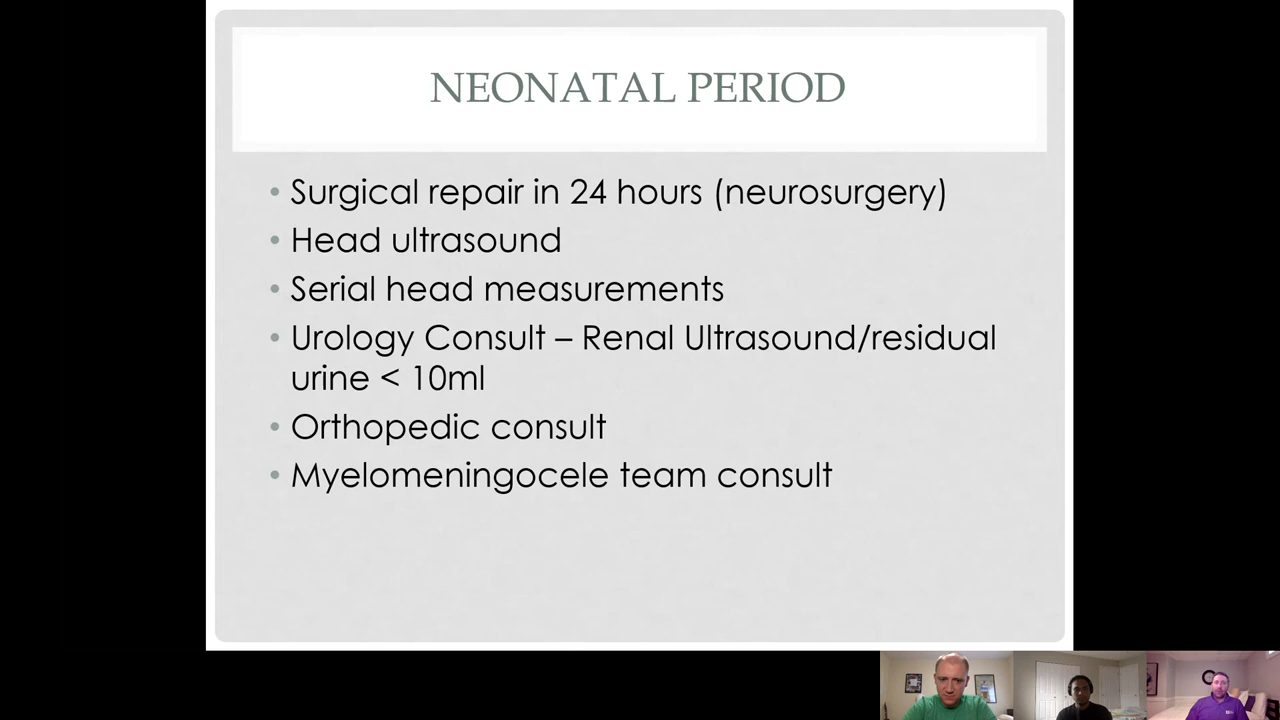 NEONATAL PERIOD
• Surgical repair in 24 hours (neurosurgery)
• Head ultrasound
• Serial head measurements
• Urology Consult – Renal Ultrasound/residual
urine < 10ml
• Orthopedic consult
• Myelomeningocele team consult